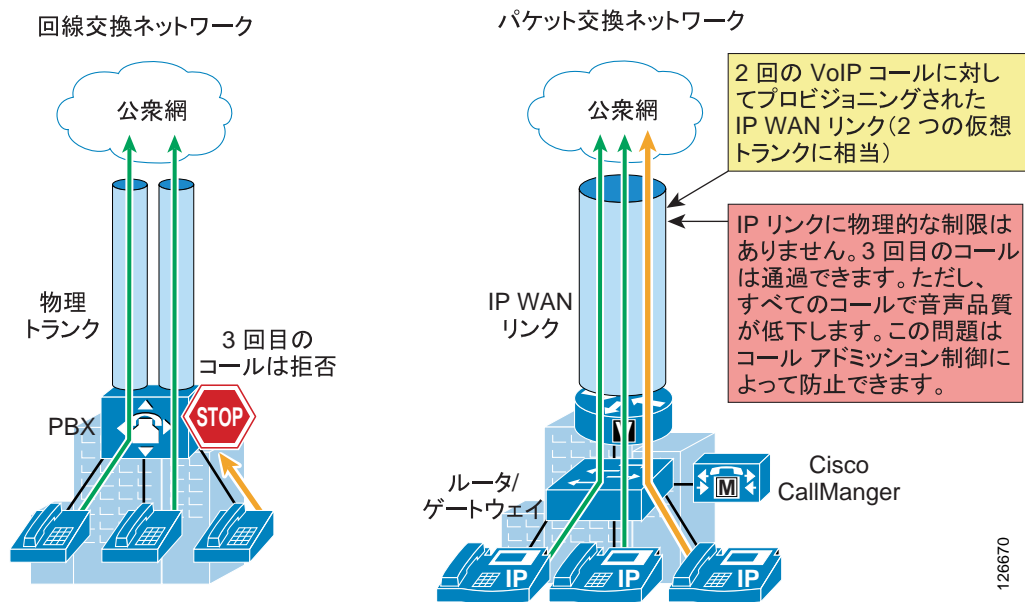 回線交換ネットワーク
公衆網
物理
トランク
3 回目の
コールは拒否
STOP
PBX
パケット交換ネットワーク
公衆網
2 回の VoIP コールに対し
てプロビジョニングされた
IP WAN リンク（2 つの仮想
トランクに相当）
IP リンクに物理的な制限は
ありません。3 回目のコール
は通過できます。ただし、
すべてのコールで音声品質
が低下します。この問題は
コール アドミッション制御に
よって防止できます。
IP WAN
リンク
V
ルータ/
ゲートウェイ
M
Cisco
CallManger
IP
IP
IP
126670